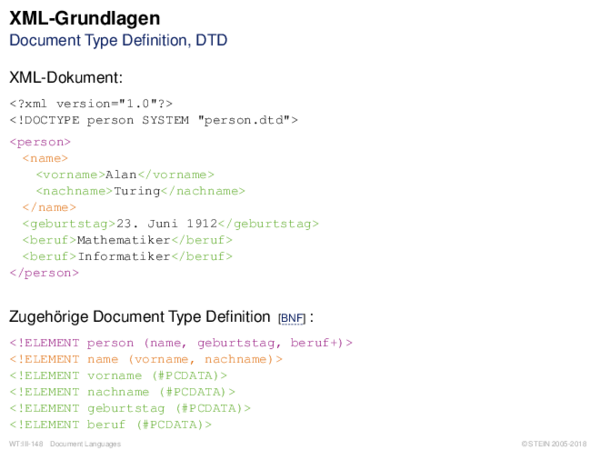 XML-Grundlagen
Document Type Definition, DTD
XML-Dokument:
<?xml version="1.0"?>
<!DOCTYPE person SYSTEM "person.dtd">
<person>
  <name>
    <vorname>Alan</vorname>
    <nachname>Turing</nachname>
  </name>
  <geburtstag>23. Juni 1912</geburtstag>
  <beruf>Mathematiker</beruf>
  <beruf>Informatiker</beruf>
</person>
Zugehörige Document Type Definition [BNF] :
<!ELEMENT person (name, geburtstag, beruf+)>
<!ELEMENT name (vorname, nachname)>
<!ELEMENT vorname (#PCDATA)>
<!ELEMENT nachname (#PCDATA)>
<!ELEMENT geburtstag (#PCDATA)>
<!ELEMENT beruf (#PCDATA)>
WT:III-148 Document Languages © STEIN 2005-2018